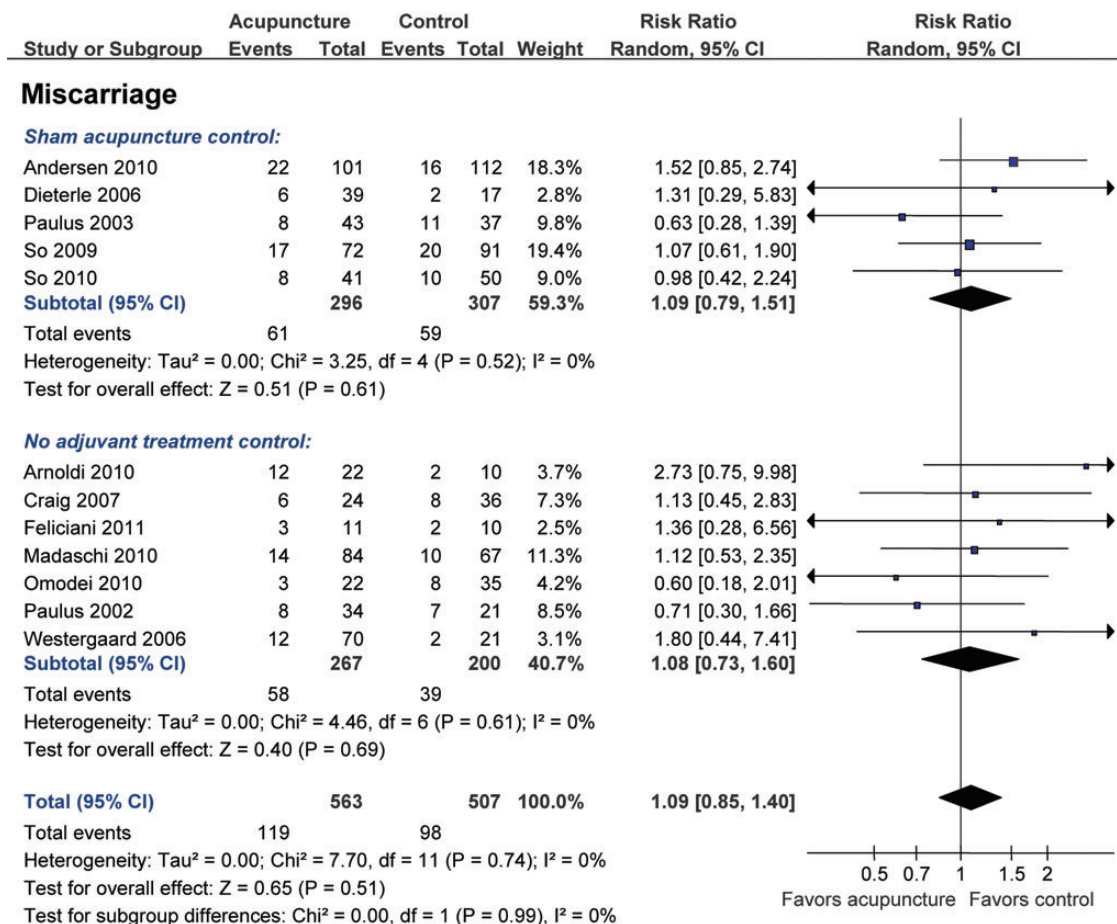 Acupuncture Control Risk Ratio Risk Ratio
Study or Subgroup Events Total Events Total Weight Random, 95% CI Random, 95% CI
Miscarriage
Sham acupuncture control:
Andersen 2010 22 101 16 112 18.3% 1.52 [0.85, 2.74]
Dieterle 2006 6 39 2 17 2.8% 1.31 [0.29, 5.83]
Paulus 2003 8 43 11 37 9.8% 0.63 [0.28, 1.39]
So 2009 17 72 20 91 19.4% 1.07 [0.61, 1.90]
So 2010 8 41 10 50 9.0% 0.98 [0.42, 2.24]
Subtotal (95% CI) 296 307 59.3% 1.09 [0.79, 1.51]
Total events 61 59
Heterogeneity: Tau² = 0.00; Chi² = 3.25, df = 4 (P = 0.52); I² = 0%
Test for overall effect: Z = 0.51 (P = 0.61)
No adjuvant treatment control:
Arnoldi 2010 12 22 2 10 3.7% 2.73 [0.75, 9.98]
Craig 2007 6 24 8 36 7.3% 1.13 [0.45, 2.83]
Feliciani 2011 3 11 2 10 2.5% 1.36 [0.28, 6.56]
Madaschi 2010 14 84 10 67 11.3% 1.12 [0.53, 2.35]
Omodei 2010 3 22 8 35 4.2% 0.60 [0.18, 2.01]
Paulus 2002 8 34 7 21 8.5% 0.71 [0.30, 1.66]
Westergaard 2006 12 70 2 21 3.1% 1.80 [0.44, 7.41]
Subtotal (95% CI) 267 200 40.7% 1.08 [0.73, 1.60]
Total events 58 39
Heterogeneity: Tau² = 0.00; Chi² = 4.46, df = 6 (P = 0.61); I² = 0%
Test for overall effect: Z = 0.40 (P = 0.69)
Total (95% CI) 563 507 100.0% 1.09 [0.85, 1.40]
Total events 119 98
Heterogeneity: Tau² = 0.00; Chi² = 7.70, df = 11 (P = 0.74); I² = 0%
Test for overall effect: Z = 0.65 (P = 0.51)
Test for subgroup differences: Chi² = 0.00, df = 1 (P = 0.99), I² = 0%
0.5 0.7 1 1.5 2
Favors acupuncture Favors control